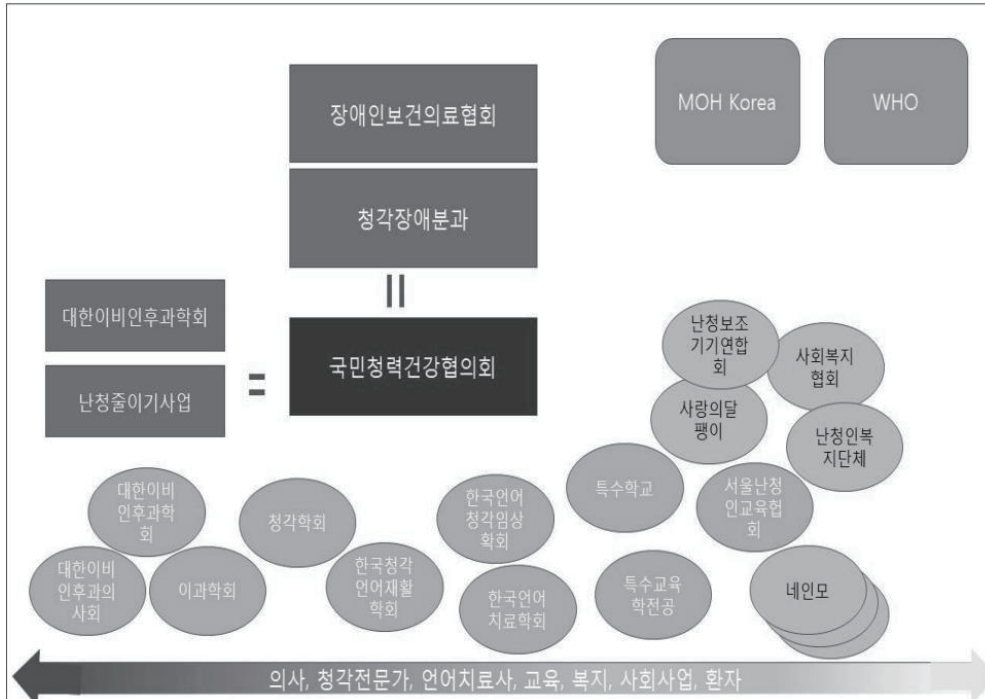 장애인보건의료협회
MOH Korea
WHO
청각장애분과
대한이비인후과학회
난청줄이기사업
=
국민청력건강협의회
난청보조
기기연합
회
사회복지
협회
사랑의달
팽이
난청인복
지단체
대한이비
인후과학
회
청각학회
한국언어
청각임상
확회
특수학교
서울난청
인교육협
회
대한이비
인후과의
사회
이과학회
한국청각
언어재활
학회
한국언어
치료학회
특수교육
학전공
네인모
의사, 청각전문가, 언어치료사, 교육, 복지, 사회사업, 환자